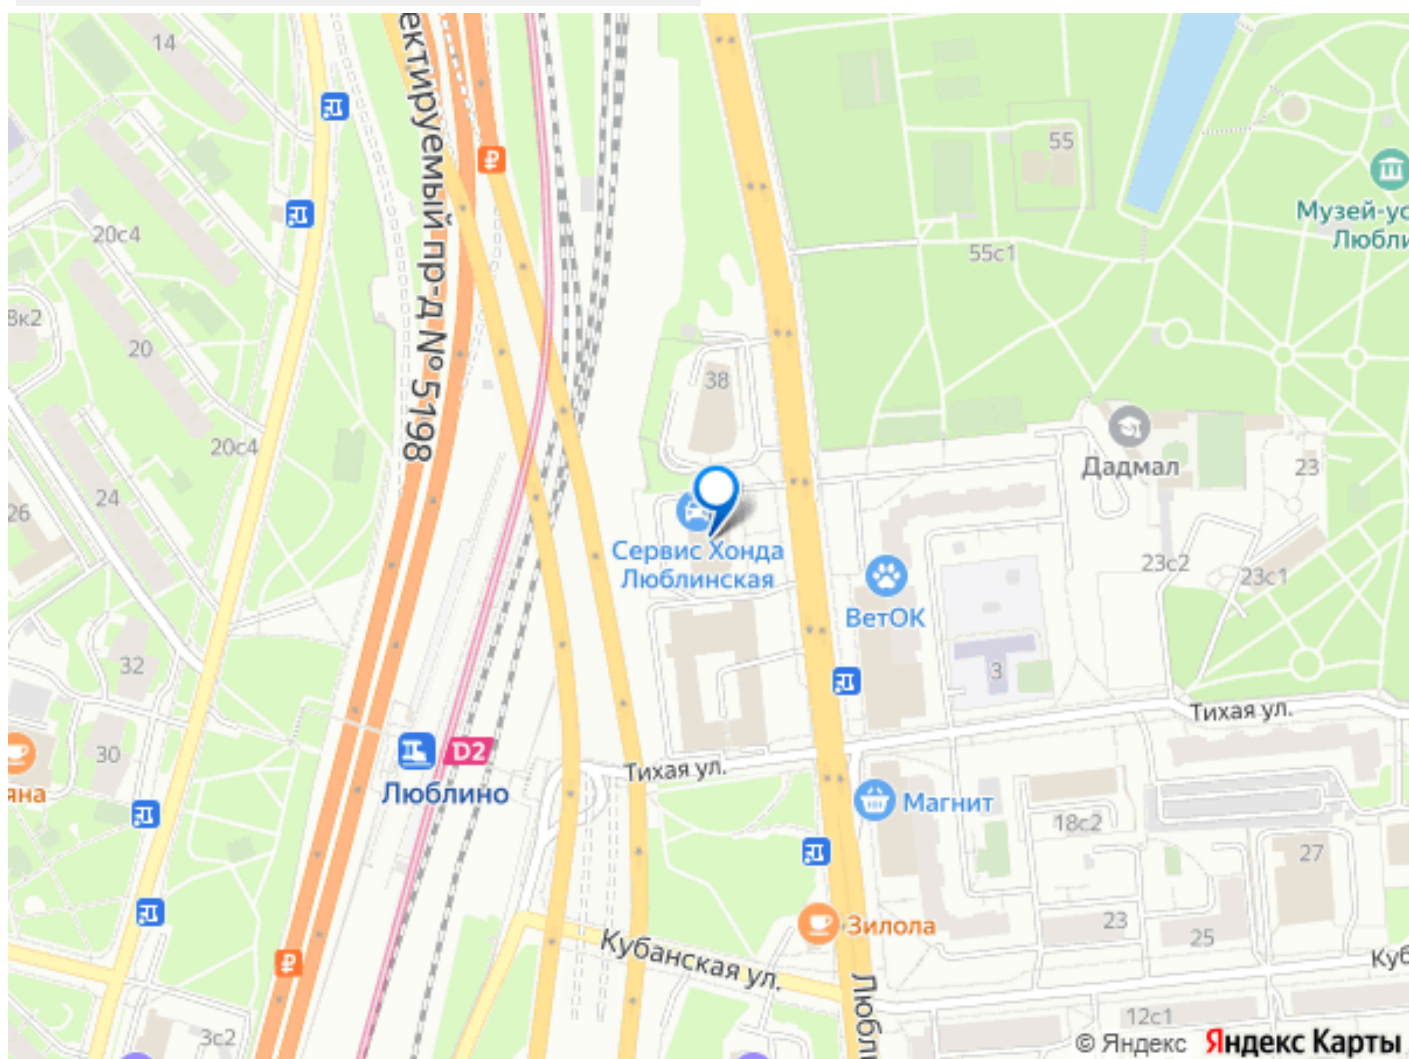 14
ектируемый пр-д № 5198
₽
55
Музей-ус
Любли
20с4
55с1
8к2
20
38
20с4
Дадмал
23
24
26
Сервис Хонда
Люблинская
23с2
23с1
ВетОК
32
3
Тихая ул.
30
D2
Люблино
Тихая ул.
яна
Магнит
18с2
27
Зилола
23
25
Кубанская ул.
₽
Куб
Любли
12с1
3с2
© Яндекс Яндекс Карты